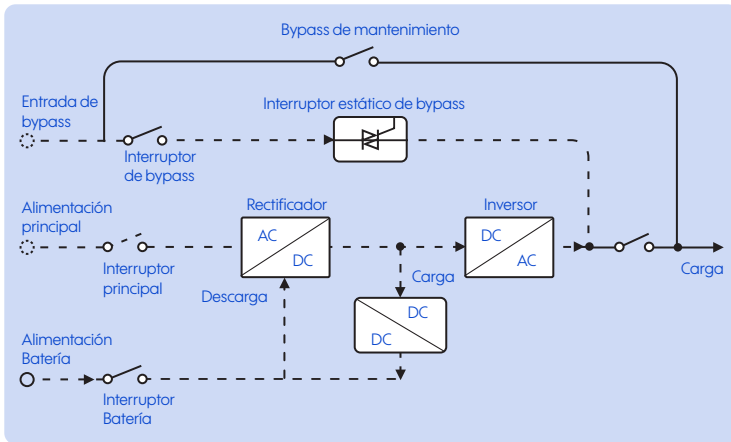 Bypass de mantenimiento
Entrada de
bypass
Interruptor estático de bypass
Interruptor
de bypass
Alimentación
principal
Rectificador
Inversor
AC
DC
DC
AC
Interruptor
principal
Descarga
Carga
Carga
DC
DC
Alimentación
Batería
Interruptor
Batería